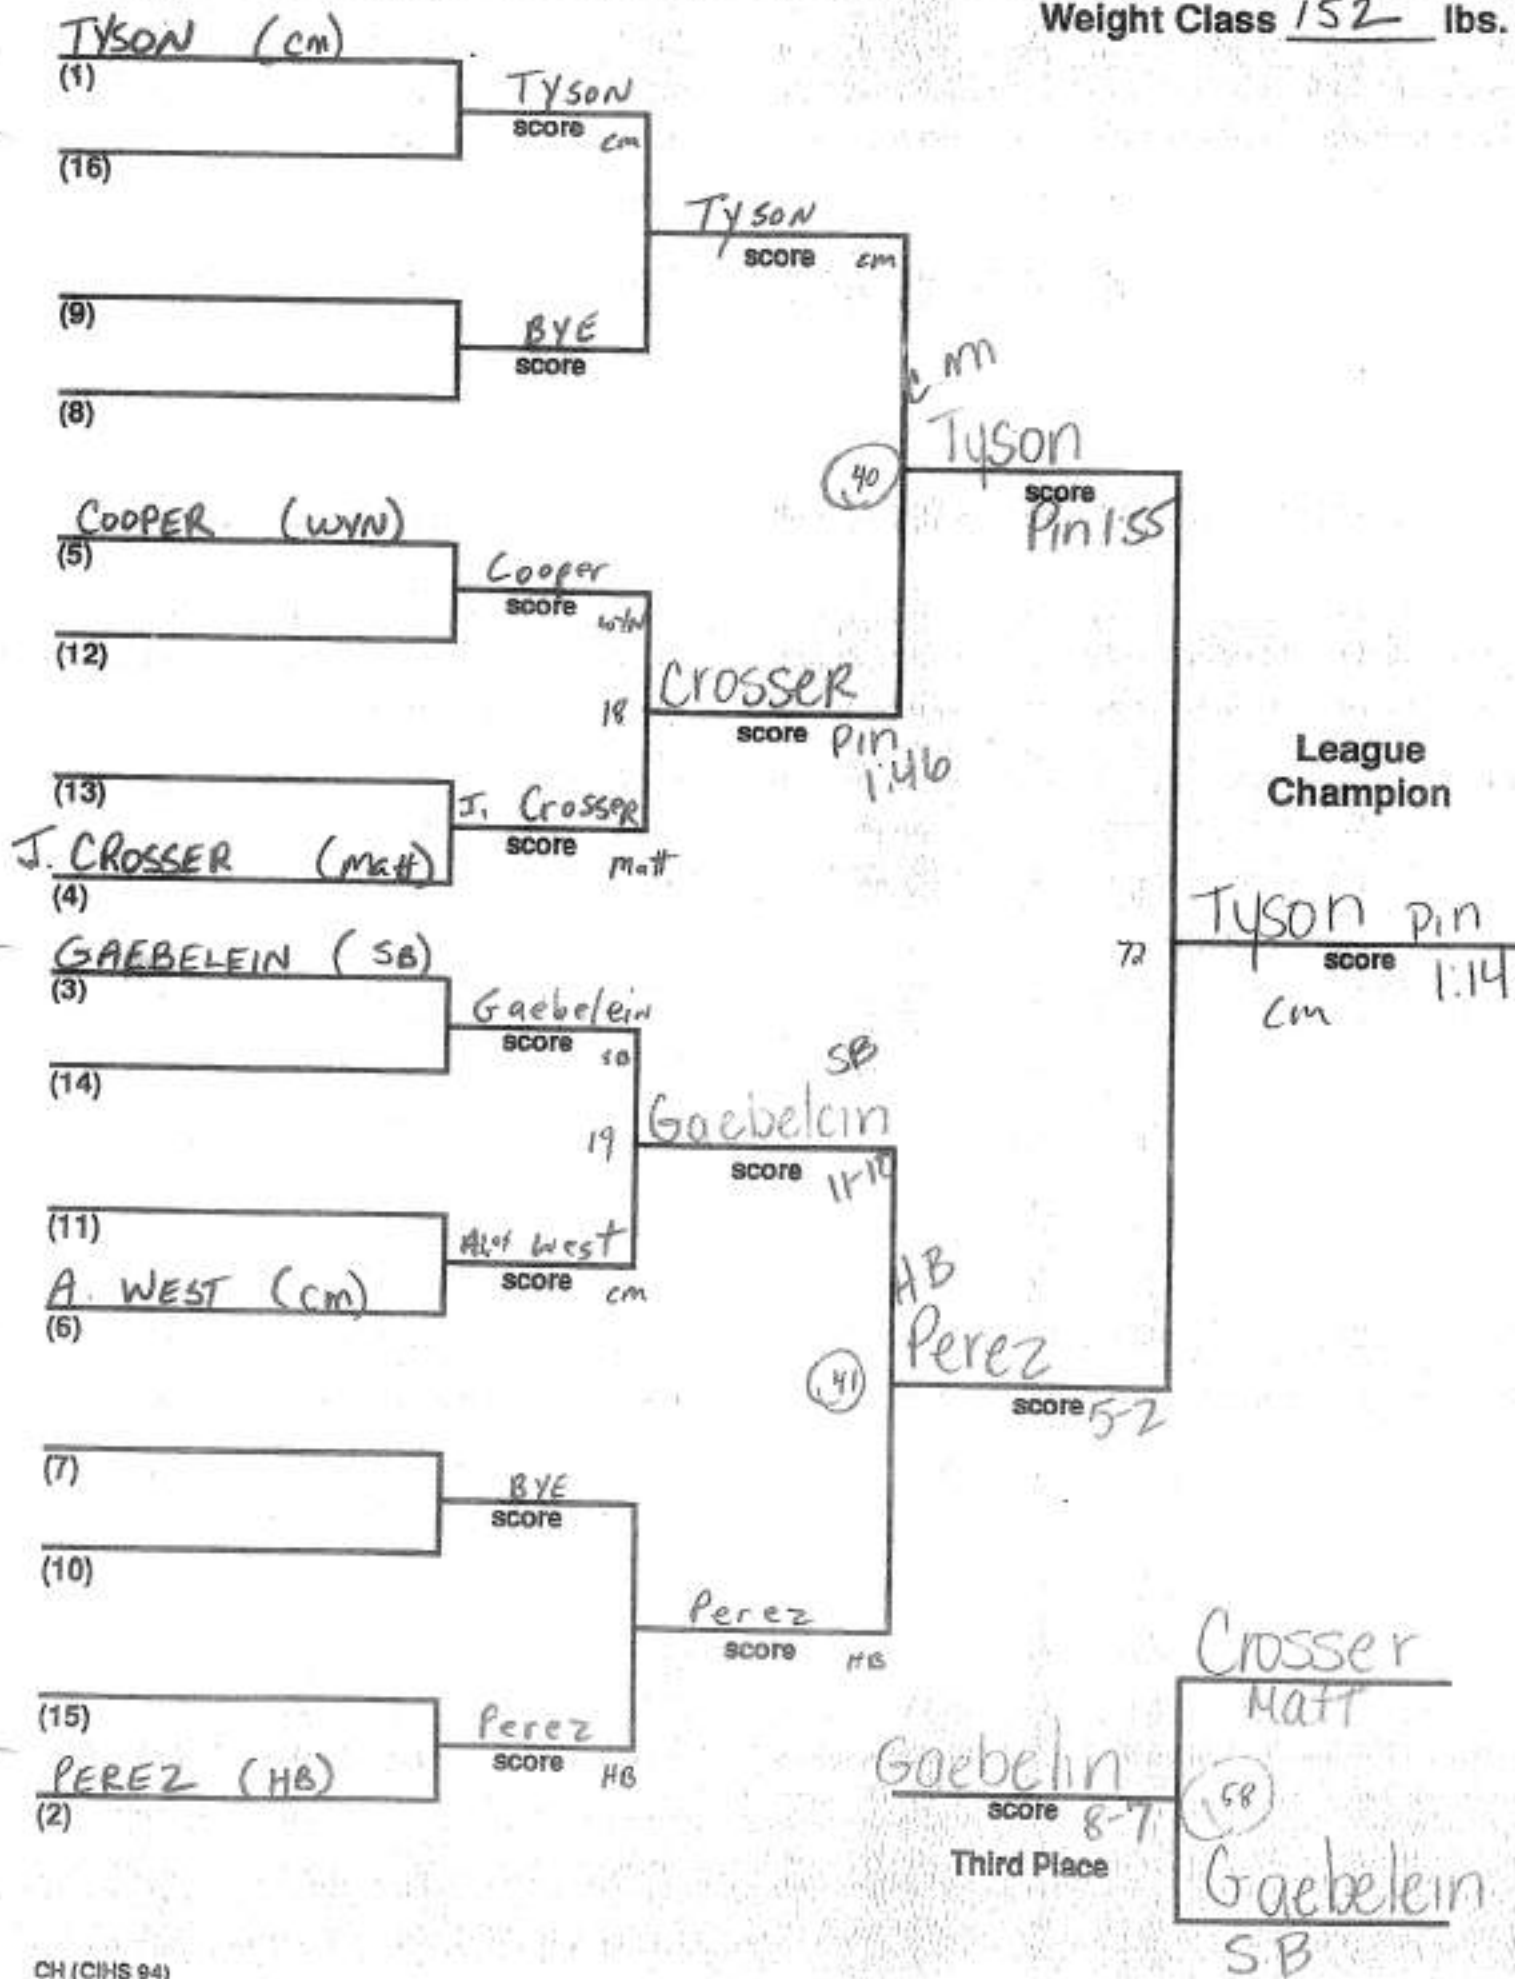 Weight Class 152 lbs.
TYSON (cm)
(1)
TYSON
score
cm
(16)
TYSON
score cm
(9)
BYE
score
(8)
cm
Tyson
40
score
Pin 1:55
COOPER (WYN)
(5)
Cooper
score
WYN
(12)
18
CrosseR
score Pin
1:46
(13)
J. CrosseR
score
Matt
J. CROSSER (Matt)
(4)
League
Champion
Tyson pin
72
score 1:14
cm
GAEBELEIN (SB)
(3)
Gaebelein
score SB
(14)
SB
19
Gaebelein
score 11-10
(11)
West
score cm
A. WEST (cm)
(6)
HB
Perez
41
score 5-2
(7)
BYE
score
(10)
Perez
score HB
(15)
Perez
score HB
PEREZ (HB)
(2)
Crosser
Matt
Gaebelin
score 8-7
58
Third Place
Gaebelein
SB
CH (CIHS 94)